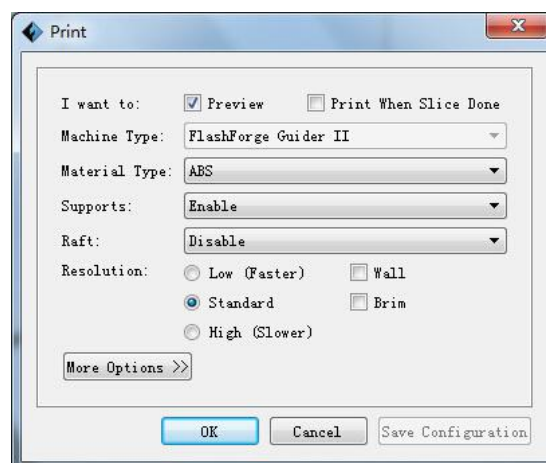 Print
I want to: Preview Print When Slice Done
Machine Type: FlashForge Guider II
Material Type: ABS
Supports: Enable
Raft: Disable
Resolution: Low (Faster) Wall
Standard Brim
High (Slower)
More Options >>
OK Cancel Save Configuration